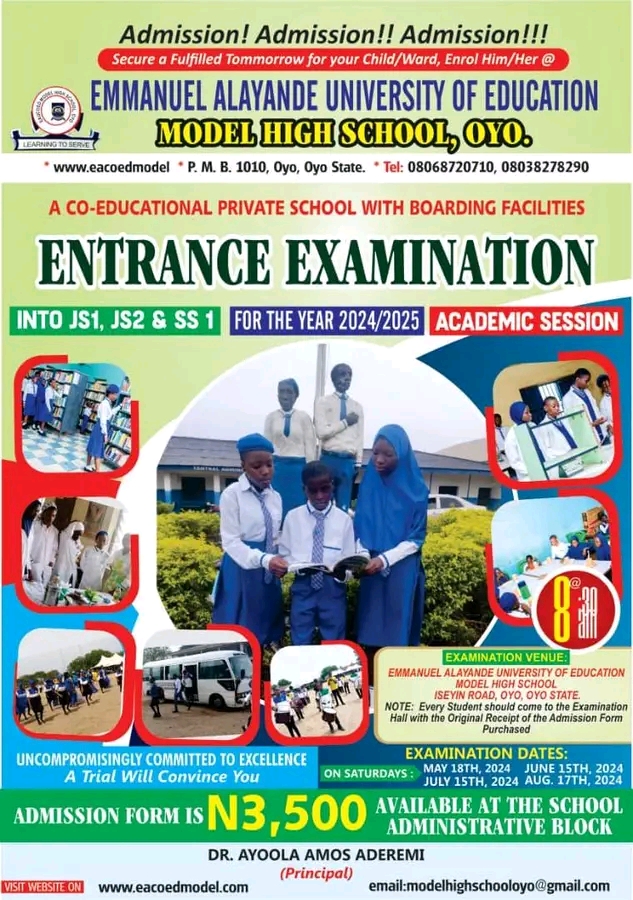 Admission! Admission!! Admission!!!
Secure a Fulfilled Tommorrow for your Child/Ward, Enrol Him/Her @
EMMANUEL ALAYANDE UNIVERSITY OF EDUCATION
MODEL HIGH SCHOOL, OYO.
LEARNING TO SERVE
* www.eacoedmodel * P. M. B. 1010, Oyo, Oyo State. * Tel: 08068720710, 08038278290
A CO-EDUCATIONAL PRIVATE SCHOOL WITH BOARDING FACILITIES
ENTRANCE EXAMINATION
INTO JS1, JS2 & SS 1 FOR THE YEAR 2024/2025 ACADEMIC SESSION
@
8:30 am
EXAMINATION VENUE:
EMMANUEL ALAYANDE UNIVERSITY OF EDUCATION
MODEL HIGH SCHOOL
ISEYIN ROAD, OYO, OYO STATE.
NOTE: Every Student should come to the Examination
Hall with the Original Receipt of the Admission Form
Purchased
UNCOMPROMISINGLY COMMITTED TO EXCELLENCE
A Trial Will Convince You
EXAMINATION DATES:
ON SATURDAYS : MAY 18TH, 2024 JUNE 15TH, 2024
JULY 15TH, 2024 AUG. 17TH, 2024
ADMISSION FORM IS N3,500 AVAILABLE AT THE SCHOOL
ADMINISTRATIVE BLOCK
DR. AYOOLA AMOS ADEREMI
(Principal)
VISIT WEBSITE ON www.eacoedmodel.com email:modelhighschooloyo@gmail.com